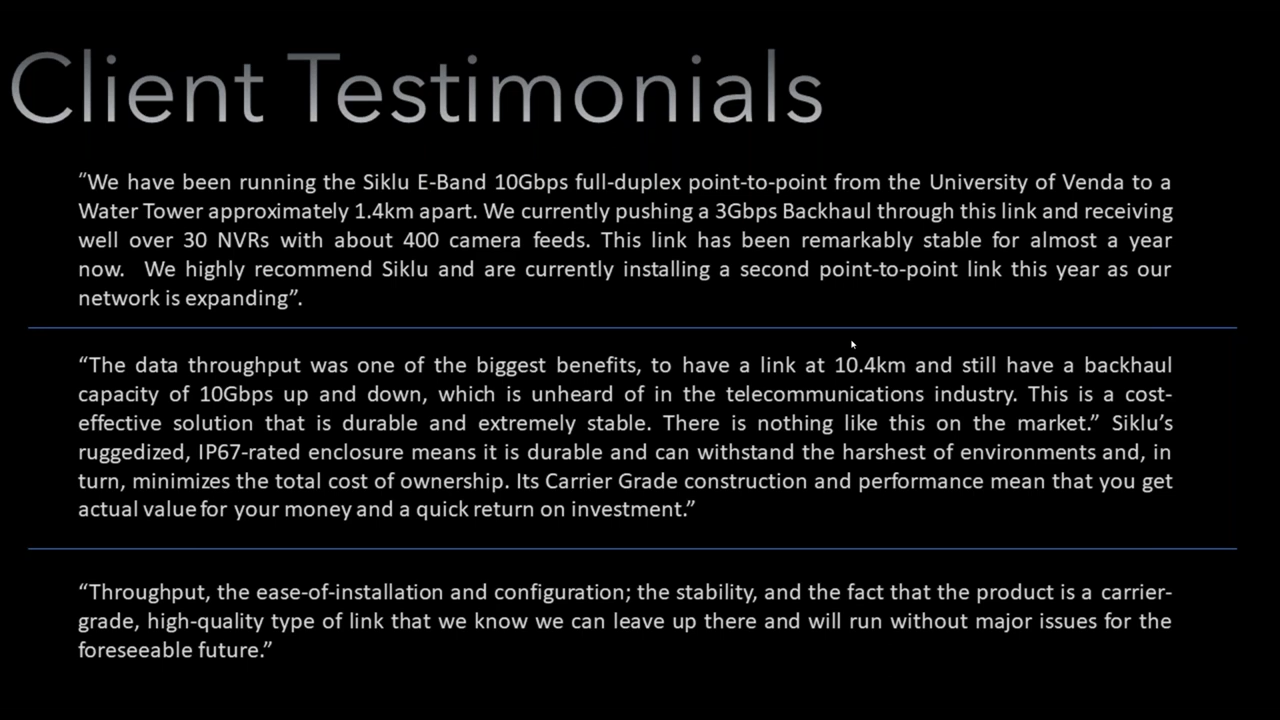 Client Testimonials
“We have been running the Siklu E-Band 10Gbps full-duplex point-to-point from the University of Venda to a
Water Tower approximately 1.4km apart. We currently pushing a 3Gbps Backhaul through this link and receiving
well over 30 NVRs with about 400 camera feeds. This link has been remarkably stable for almost a year
now.  We highly recommend Siklu and are currently installing a second point-to-point link this year as our
network is expanding”.
“The data throughput was one of the biggest benefits, to have a link at 10.4km and still have a backhaul
capacity of 10Gbps up and down, which is unheard of in the telecommunications industry. This is a cost-
effective solution that is durable and extremely stable. There is nothing like this on the market.” Siklu’s
ruggedized, IP67-rated enclosure means it is durable and can withstand the harshest of environments and, in
turn, minimizes the total cost of ownership. Its Carrier Grade construction and performance mean that you get
actual value for your money and a quick return on investment.”
“Throughput, the ease-of-installation and configuration; the stability, and the fact that the product is a carrier-
grade, high-quality type of link that we know we can leave up there and will run without major issues for the
foreseeable future.”